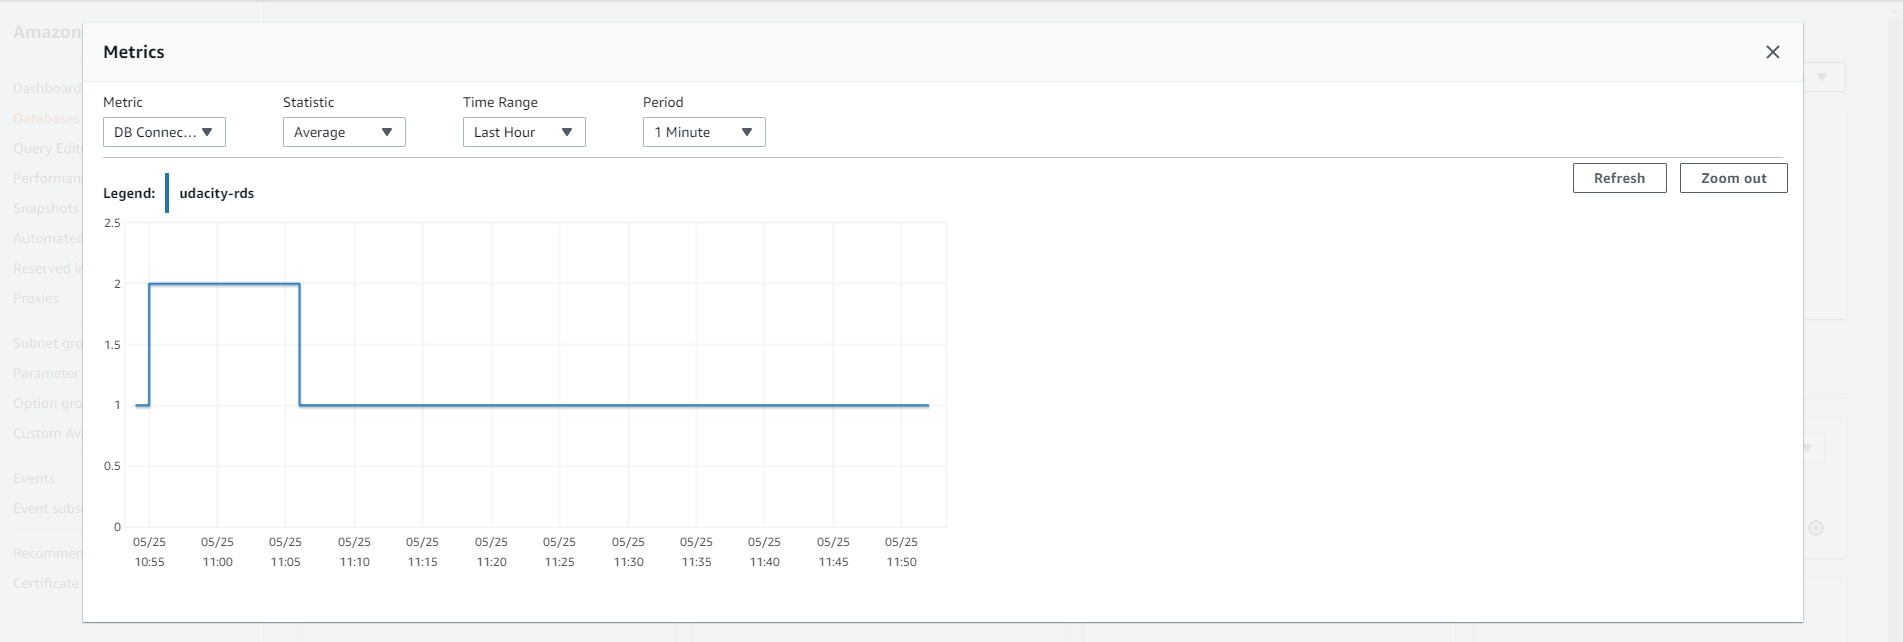 Amazon
Metrics
Dashboard
Databases
Query Edit
Performan
Snapshots
Automated
Reserved in
Proxies
Subnet gro
Parameter
Option gro
Custom Av
Events
Event subs
Recommen
Certificate
Metric
Statistic
Time Range
Period
DB Connec...
Average
Last Hour
1 Minute
Refresh
Zoom out
Legend:
udacity-rds
2.5
2
1.5
1
0.5
0
05/25 05/25 05/25 05/25 05/25 05/25 05/25 05/25 05/25 05/25 05/25 05/25
10:55 11:00 11:05 11:10 11:15 11:20 11:25 11:30 11:35 11:40 11:45 11:50